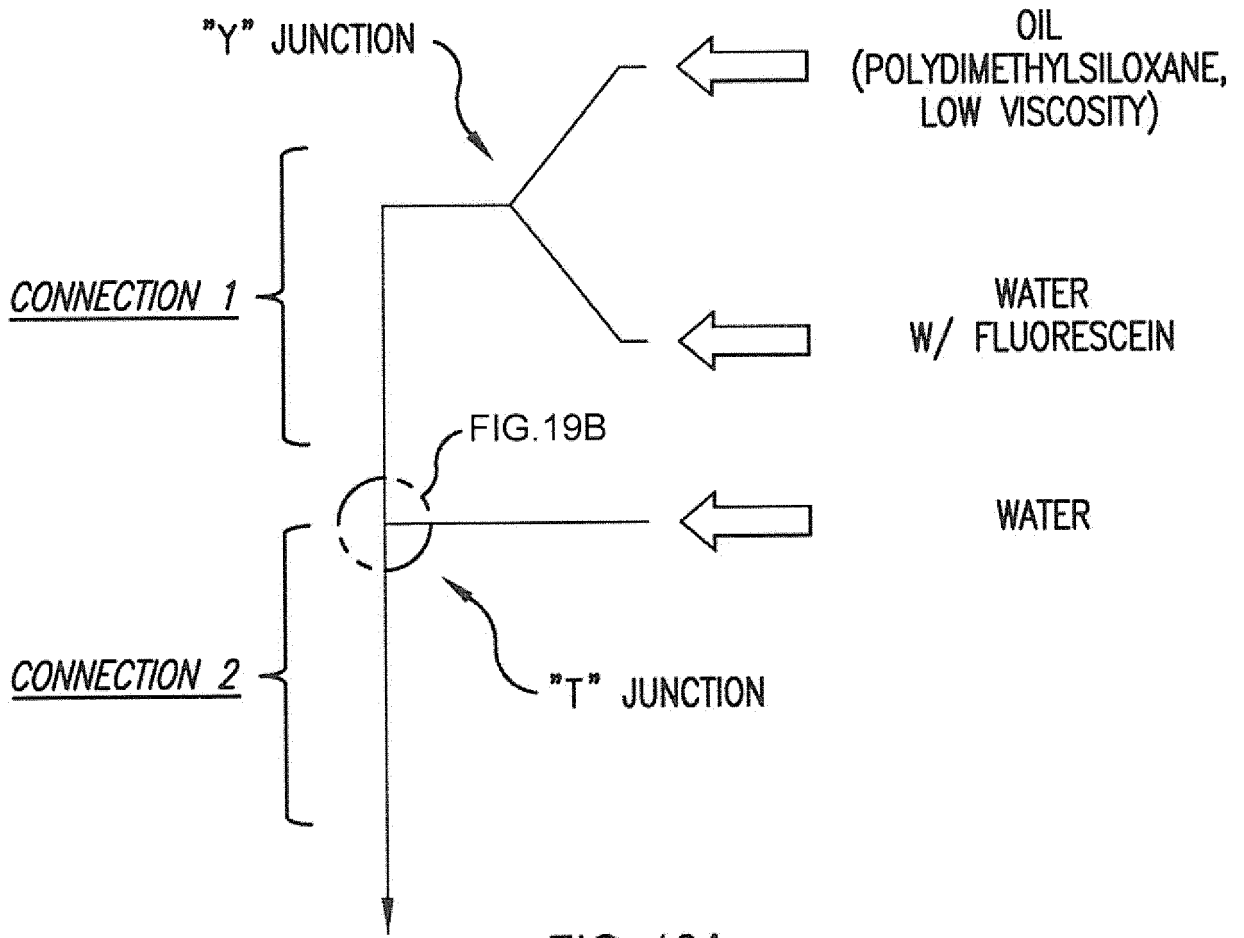 "Y" JUNCTION
OIL
(POLYDIMETHYLSILOXANE,
LOW VISCOSITY)
CONNECTION 1
WATER
W/ FLUORESCEIN
FIG.19B
WATER
CONNECTION 2
"T" JUNCTION